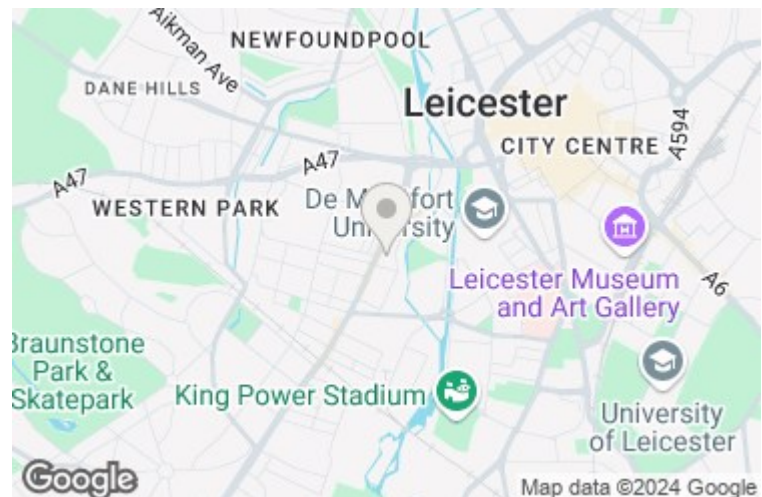 Aikman Ave
NEWFOUNDPOOL
DANE HILLS
Leicester
CITY CENTRE
A594
A47
A47
WESTERN PARK
De M tfort
University
Leicester Museum
and Art Gallery
A6
Braunstone
Park &
Skatepark
King Power Stadium
University
of Leicester
Google
Map data ©2024 Google